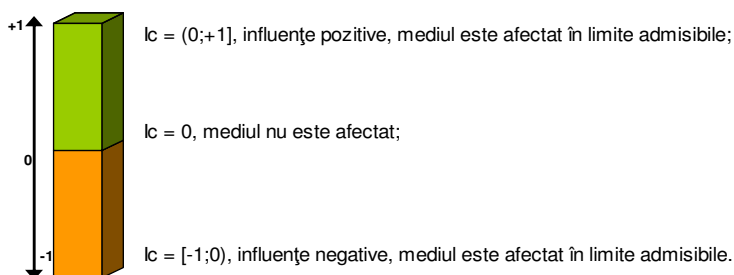 +1
Ic = (0;+1], influenţe pozitive, mediul este afectat în limite admisibile;
Ic = 0, mediul nu este afectat;
0
-1
Ic = [-1;0), influenţe negative, mediul este afectat în limite admisibile.